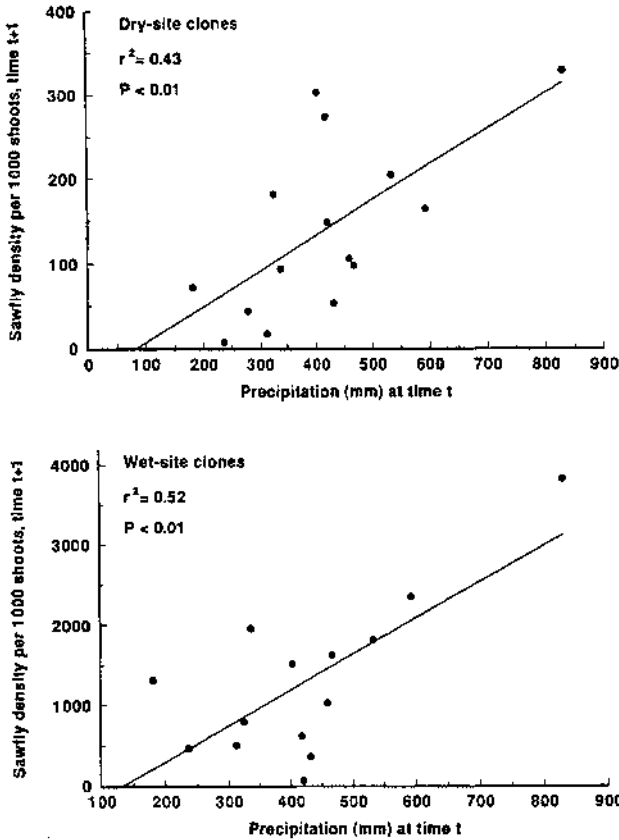 Dry-site clones
r²= 0.43
P < 0.01
Sawfly density per 1000 shoots, time t+1
400
300
200
100
0
0 100 200 300 400 500 600 700 800 900
Precipitation (mm) at time t
Wet-site clones
r²= 0.52
P < 0.01
Sawfly density per 1000 shoots, time t+1
4000
3000
2000
1000
0
100 200 300 400 500 600 700 800 900
Precipitation (mm) at time t